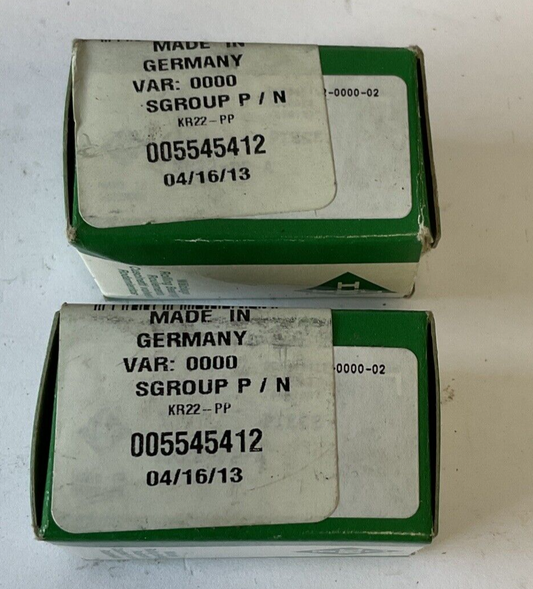 MADE IN
GERMANY
VAR: 0000
SGROUP P / N
KR22-PP
005545412
04/16/13
-0000-02
H
MADE IN
GERMANY
VAR: 0000
SGROUP P / N
KR22-PP
005545412
04/16/13
-0000-02
H